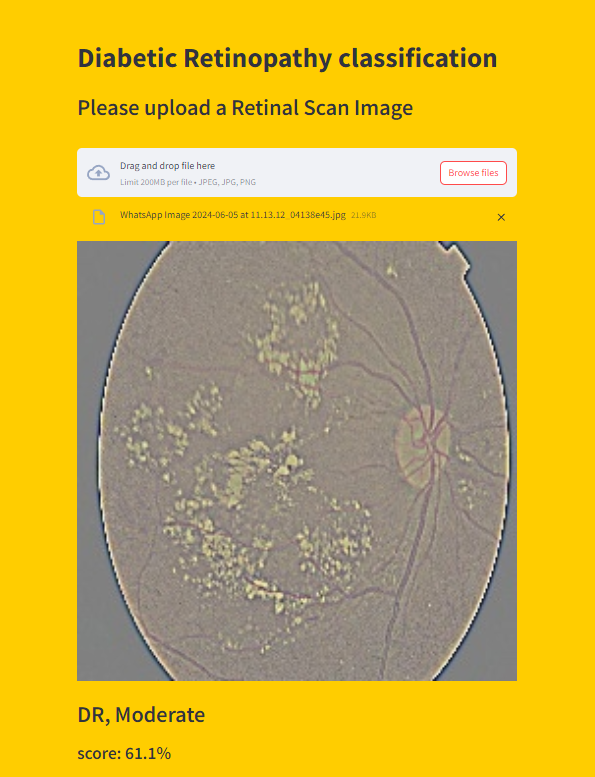 Diabetic Retinopathy classification
Please upload a Retinal Scan Image
Drag and drop file here
Limit 200MB per file • JPEG, JPG, PNG
Browse files
WhatsApp Image 2024-06-05 at 11.13.12_04138e45.jpg 21.9KB
DR, Moderate
score: 61.1%